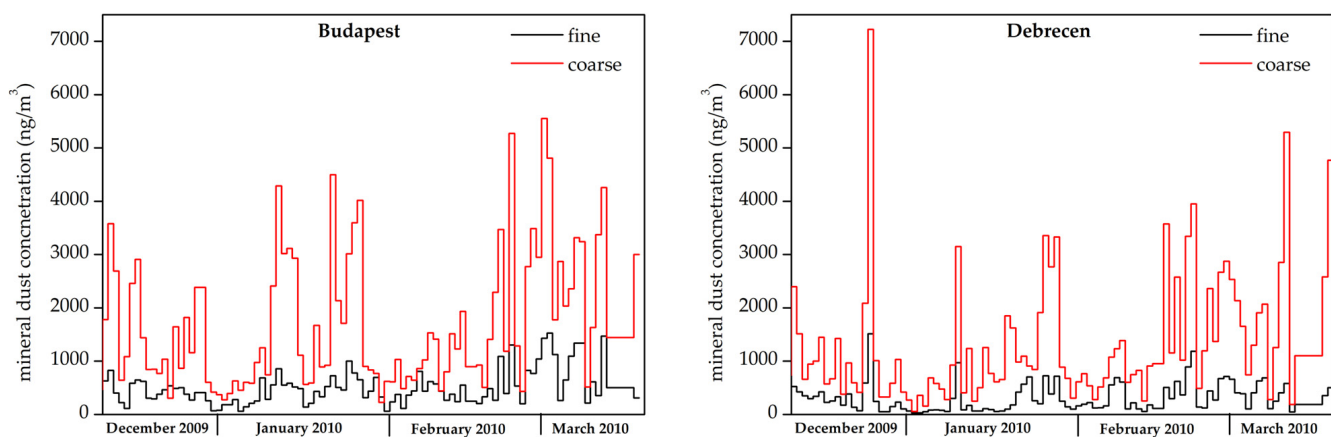 Budapest
fine
coarse
mineral dust concnetration (ng/m3)
7000
6000
5000
4000
3000
2000
1000
0
December 2009
January 2010
February 2010
March 2010
Debrecen
fine
coarse
mineral dust concnetration (ng/m3)
7000
6000
5000
4000
3000
2000
1000
0
December 2009
January 2010
February 2010
March 2010